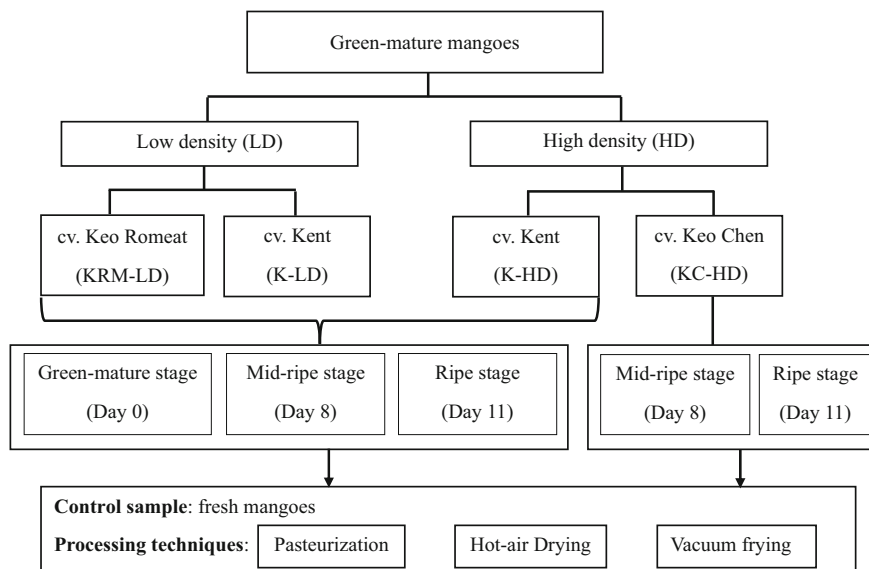 Green-mature mangoes
Low density (LD)
High density (HD)
cv. Keo Romeat
(KRM-LD)
cv. Kent
(K-LD)
cv. Kent
(K-HD)
cv. Keo Chen
(KC-HD)
Green-mature stage
(Day 0)
Mid-ripe stage
(Day 8)
Ripe stage
(Day 11)
Mid-ripe stage
(Day 8)
Ripe stage
(Day 11)
Control sample: fresh mangoes
Processing techniques: Pasteurization Hot-air Drying Vacuum frying